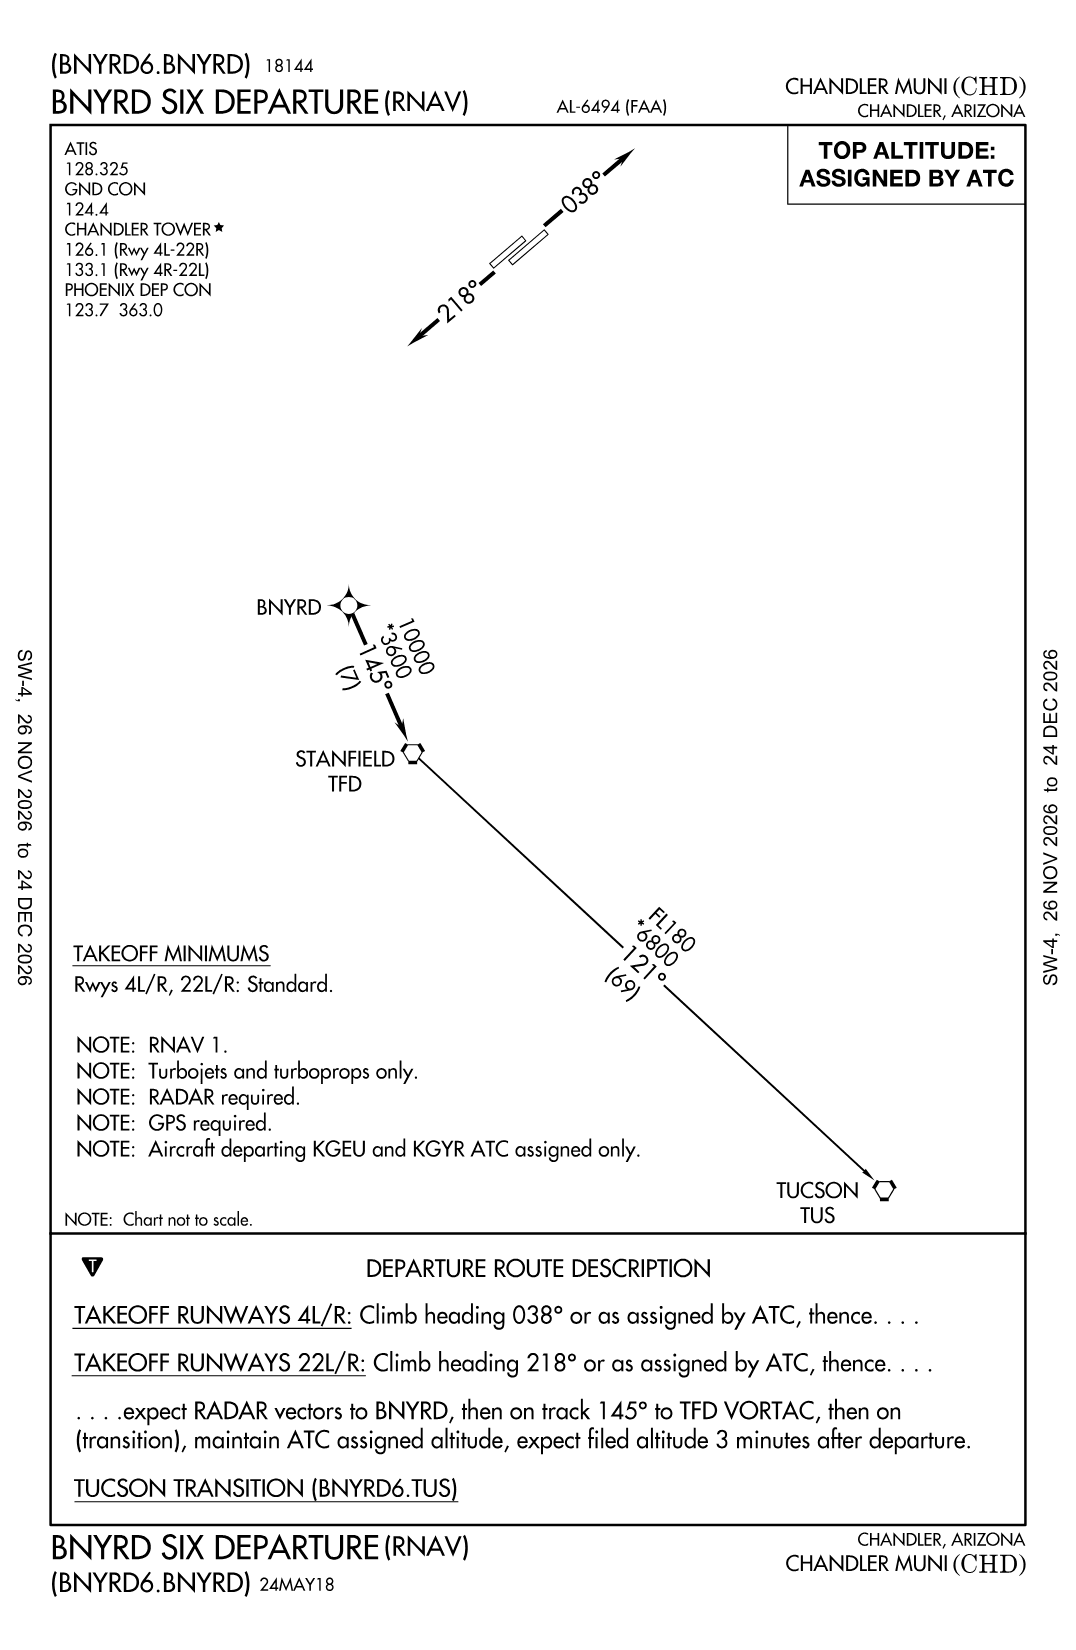 (BNYRD6.BNYRD) 18144
BNYRD SIX DEPARTURE (RNAV)
AL-6494 (FAA)
CHANDLER MUNI (CHD)
CHANDLER, ARIZONA
ATIS
128.325
GND CON
124.4
CHANDLER TOWER★
126.1 (Rwy 4L-22R)
133.1 (Rwy 4R-22L)
PHOENIX DEP CON
123.7 363.0
TOP ALTITUDE:
ASSIGNED BY ATC
038°
218°
BNYRD
10000
*3600
145°
(7)
STANFIELD
TFD
SW-4, 26 NOV 2026 to 24 DEC 2026
SW-4, 26 NOV 2026 to 24 DEC 2026
FL180
*6800
121°
(69)
TAKEOFF MINIMUMS
Rwys 4L/R, 22L/R: Standard.
NOTE: RNAV 1.
NOTE: Turbojets and turboprops only.
NOTE: RADAR required.
NOTE: GPS required.
NOTE: Aircraft departing KGEU and KGYR ATC assigned only.
TUCSON
TUS
NOTE: Chart not to scale.
T
DEPARTURE ROUTE DESCRIPTION
TAKEOFF RUNWAYS 4L/R: Climb heading 038° or as assigned by ATC, thence. . . .
TAKEOFF RUNWAYS 22L/R: Climb heading 218° or as assigned by ATC, thence. . . .
. . . .expect RADAR vectors to BNYRD, then on track 145° to TFD VORTAC, then on
(transition), maintain ATC assigned altitude, expect filed altitude 3 minutes after departure.
TUCSON TRANSITION (BNYRD6.TUS)
BNYRD SIX DEPARTURE (RNAV)
(BNYRD6.BNYRD) 24MAY18
CHANDLER, ARIZONA
CHANDLER MUNI (CHD)